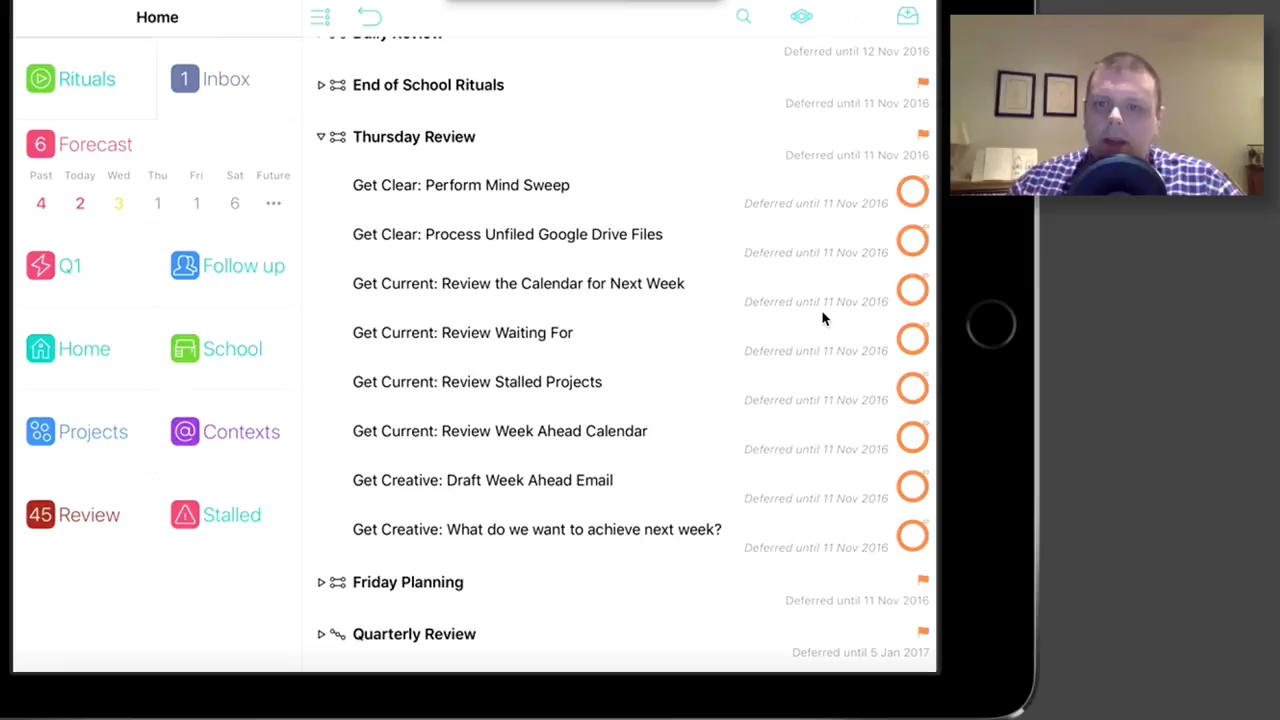 Home
Rituals
1 Inbox
6 Forecast
Past Today Wed Thu Fri Sat Future
4 2 3 1 1 6 •••
Q1
Follow up
Home
School
Projects
@ Contexts
45 Review
Stalled
Daily Review
Deferred until 12 Nov 2016
End of School Rituals
Deferred until 11 Nov 2016
Thursday Review
Deferred until 11 Nov 2016
Get Clear: Perform Mind Sweep
Deferred until 11 Nov 2016
Get Clear: Process Unfiled Google Drive Files
Deferred until 11 Nov 2016
Get Current: Review the Calendar for Next Week
Deferred until 11 Nov 2016
Get Current: Review Waiting For
Deferred until 11 Nov 2016
Get Current: Review Stalled Projects
Deferred until 11 Nov 2016
Get Current: Review Week Ahead Calendar
Deferred until 11 Nov 2016
Get Creative: Draft Week Ahead Email
Deferred until 11 Nov 2016
Get Creative: What do we want to achieve next week?
Deferred until 11 Nov 2016
Friday Planning
Deferred until 11 Nov 2016
Quarterly Review
Deferred until 5 Jan 2017